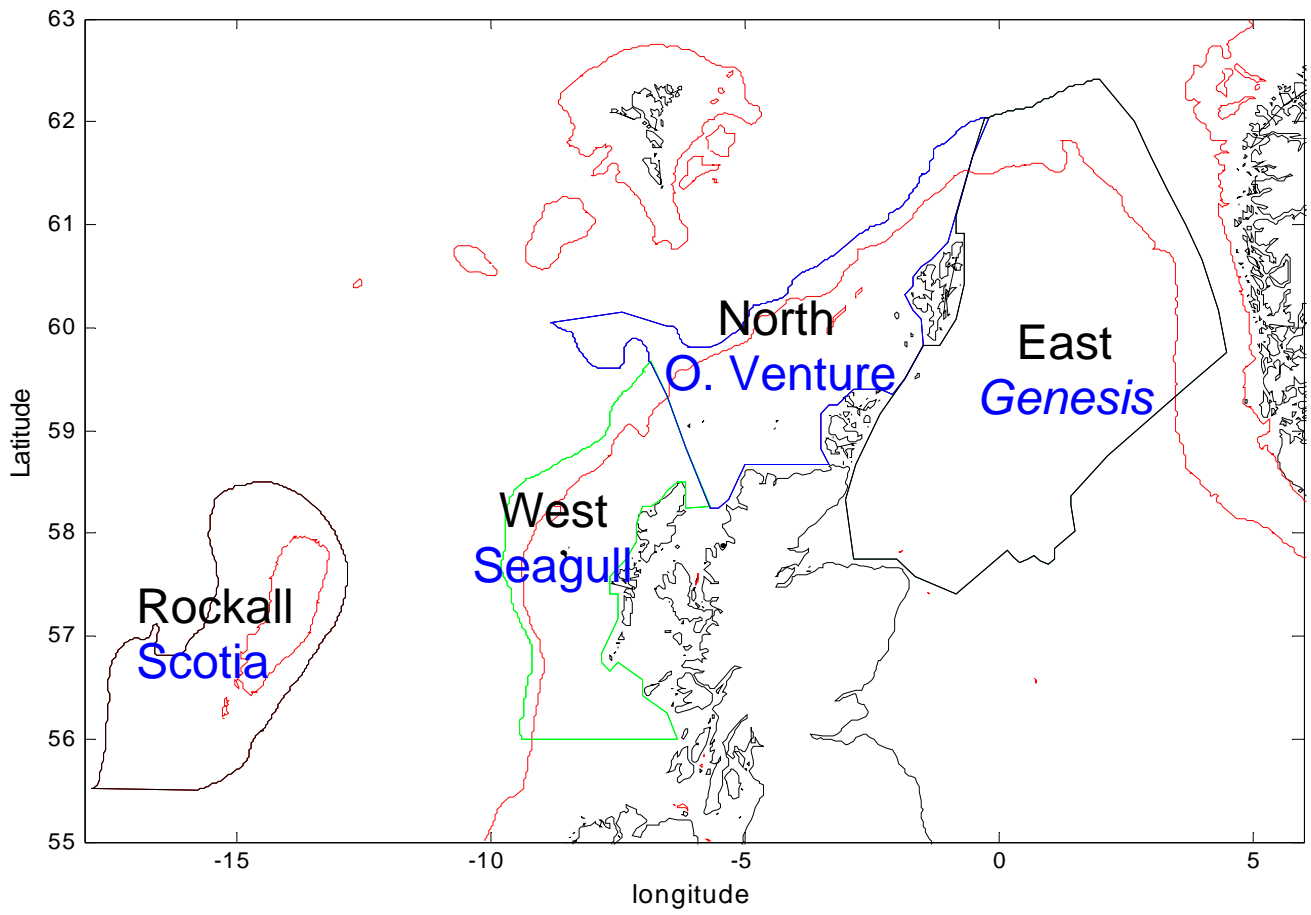 63
62
61
60
59
58
57
56
55
Latitude
North
O. Venture
East
Genesis
West
Seagull
Rockall
Scotia
-15
-10
-5
0
5
longitude